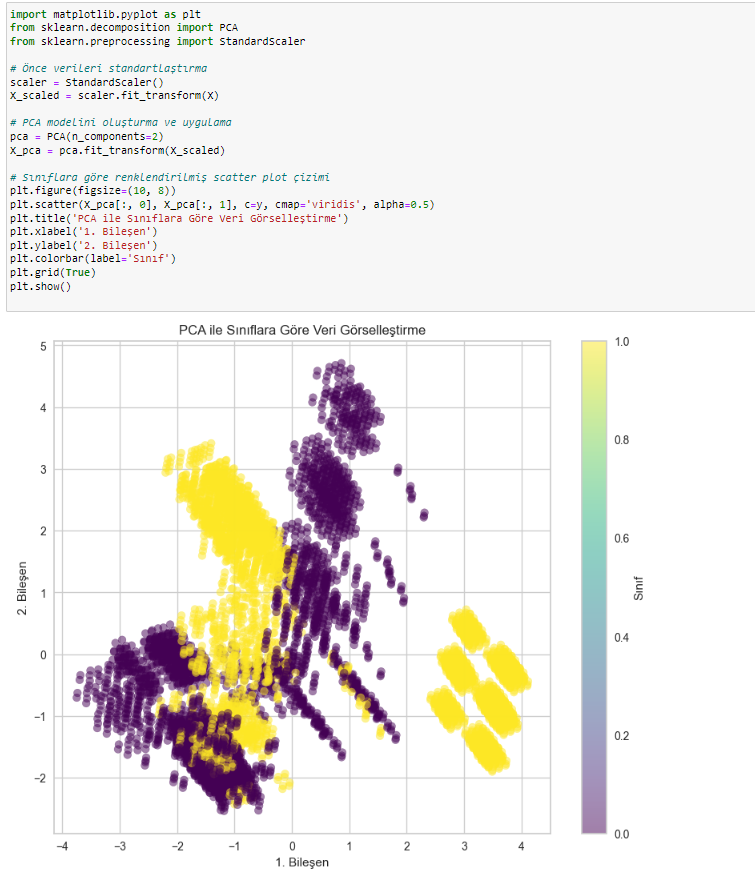 import matplotlib.pyplot as plt
from sklearn.decomposition import PCA
from sklearn.preprocessing import StandardScaler
# Önce verileri standartlaştırma
scaler = StandardScaler()
X_scaled = scaler.fit_transform(X)
# PCA modelini oluşturma ve uygulama
pca = PCA(n_components=2)
X_pca = pca.fit_transform(X_scaled)
# Sınıflara göre renklendirilmiş scatter plot çizimi
plt.figure(figsize=(10, 8))
plt.scatter(X_pca[:, 0], X_pca[:, 1], c=y, cmap='viridis', alpha=0.5)
plt.title('PCA ile Sınıflara Göre Veri Görselleştirme')
plt.xlabel('1. Bileşen')
plt.ylabel('2. Bileşen')
plt.colorbar(label='Sınıf')
plt.grid(True)
plt.show()
PCA ile Sınıflara Göre Veri Görselleştirme
5
4
3
2
1
0
−1
−2
2. Bileşen
−4 −3 −2 −1 0 1 2 3 4
1. Bileşen
1.0
0.8
0.6
0.4
0.2
0.0
Sınıf